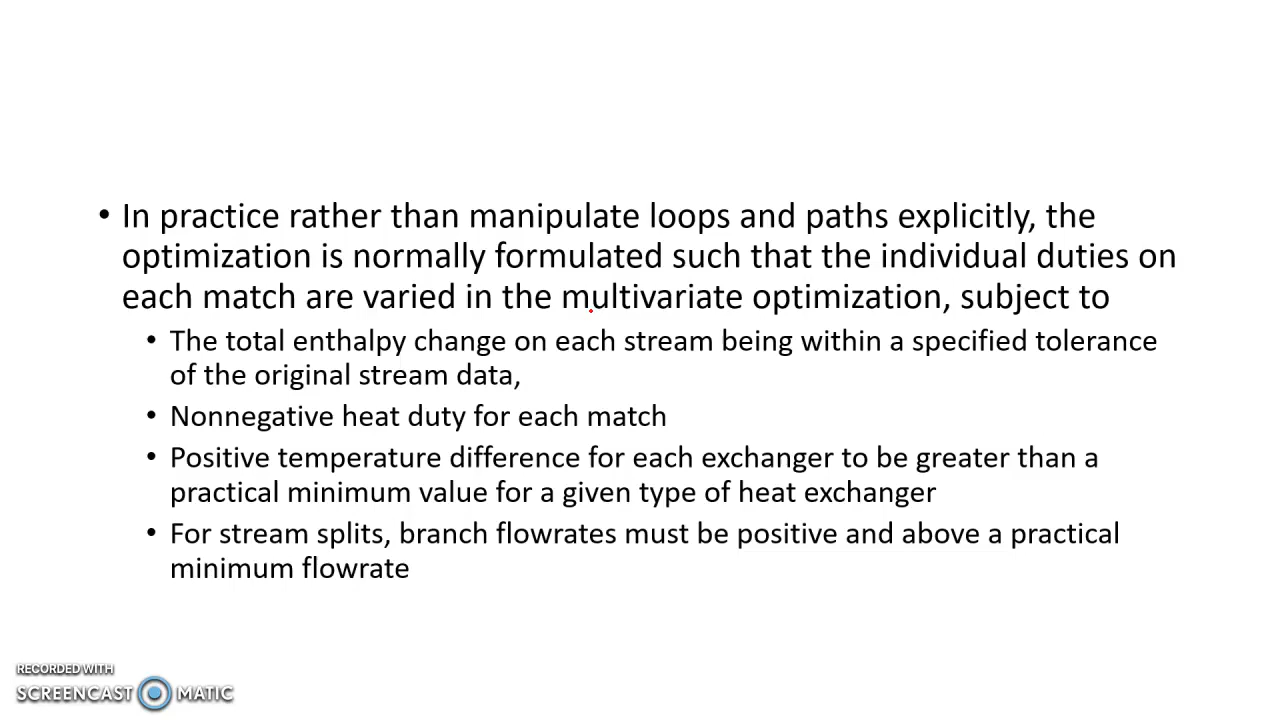 • In practice rather than manipulate loops and paths explicitly, the
optimization is normally formulated such that the individual duties on
each match are varied in the multivariate optimization, subject to
• The total enthalpy change on each stream being within a specified tolerance
of the original stream data,
• Nonnegative heat duty for each match
• Positive temperature difference for each exchanger to be greater than a
practical minimum value for a given type of heat exchanger
• For stream splits, branch flowrates must be positive and above a practical
minimum flowrate
RECORDED WITH
SCREENCAST MATIC